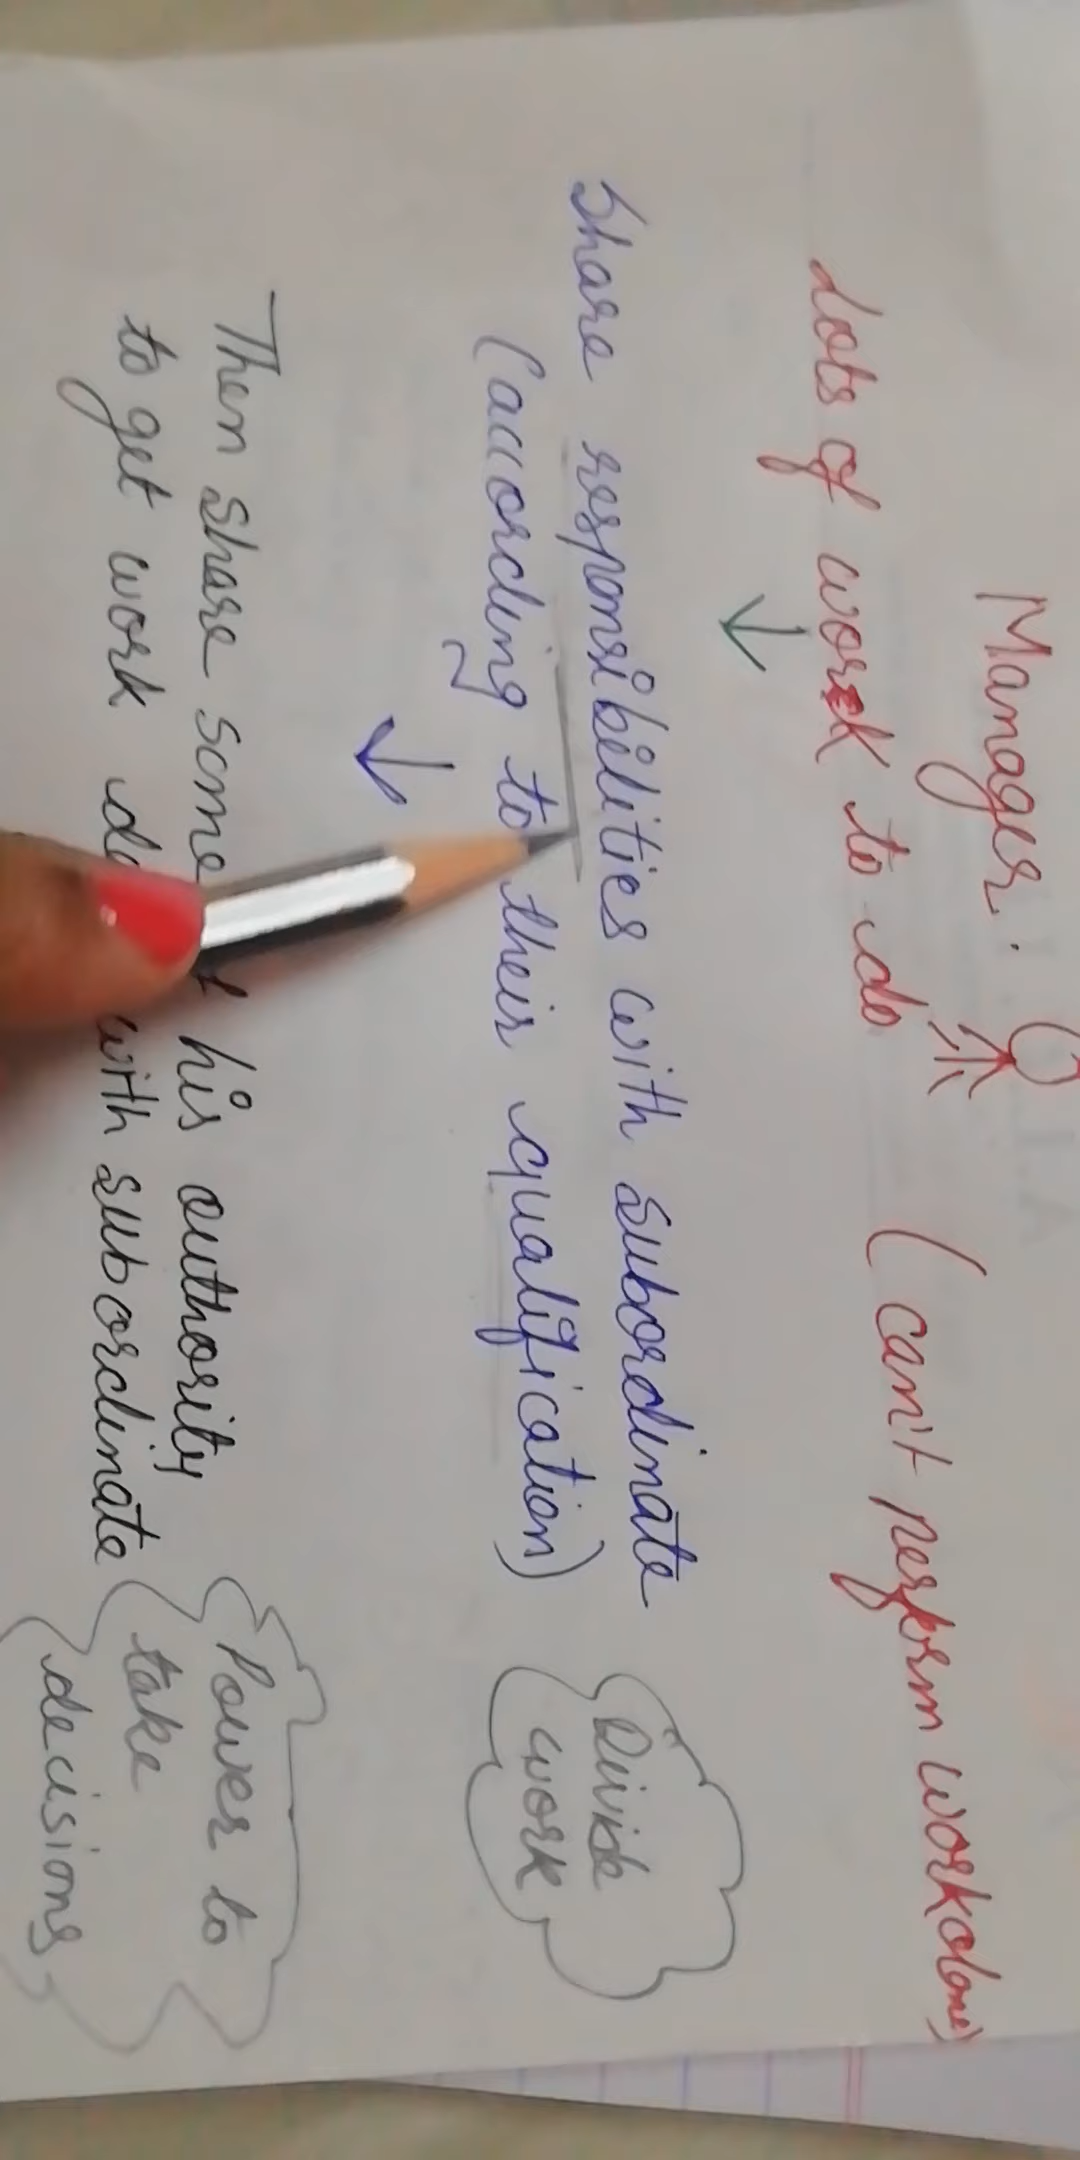 Manager:
Lots of work to do (can't perform workalone)
Share responsibilities with subordinate
(according to their qualification)
Divide
work
Then share some his authority
to get work with subordinate
Power to
take
decisions